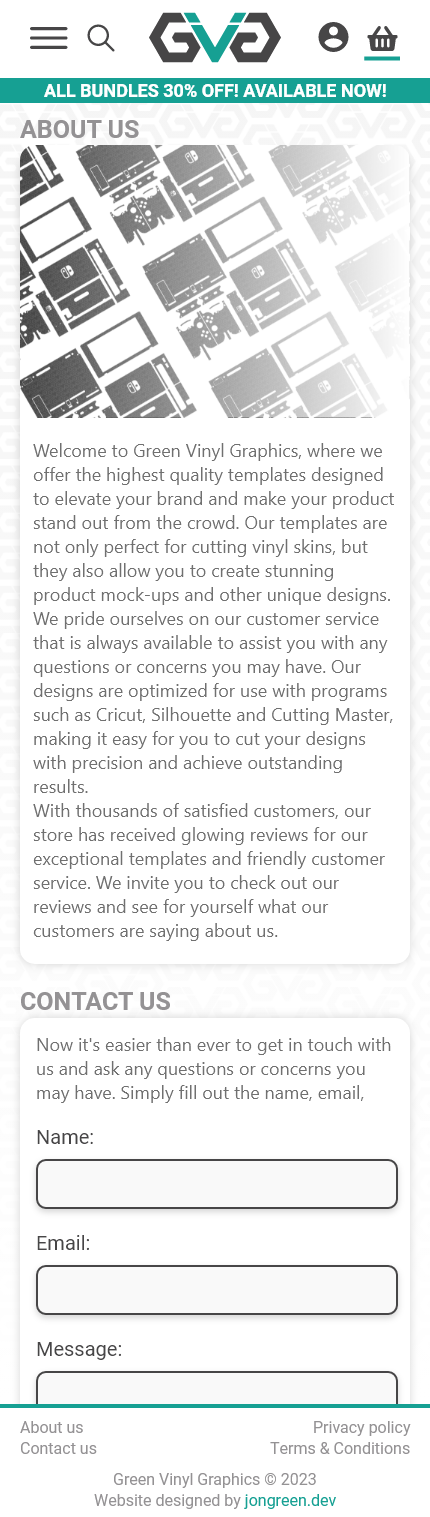 GVG
ALL BUNDLES 30% OFF! AVAILABLE NOW!
ABOUT US
Welcome to Green Vinyl Graphics, where we
offer the highest quality templates designed
to elevate your brand and make your product
stand out from the crowd. Our templates are
not only perfect for cutting vinyl skins, but
they also allow you to create stunning
product mock-ups and other unique designs.
We pride ourselves on our customer service
that is always available to assist you with any
questions or concerns you may have. Our
designs are optimized for use with programs
such as Cricut, Silhouette and Cutting Master,
making it easy for you to cut your designs
with precision and achieve outstanding
results.
With thousands of satisfied customers, our
store has received glowing reviews for our
exceptional templates and friendly customer
service. We invite you to check out our
reviews and see for yourself what our
customers are saying about us.
CONTACT US
Now it's easier than ever to get in touch with
us and ask any questions or concerns you
may have. Simply fill out the name, email,
Name:
Email:
Message:
About us Privacy policy
Contact us Terms & Conditions
Green Vinyl Graphics © 2023
Website designed by jongreen.dev